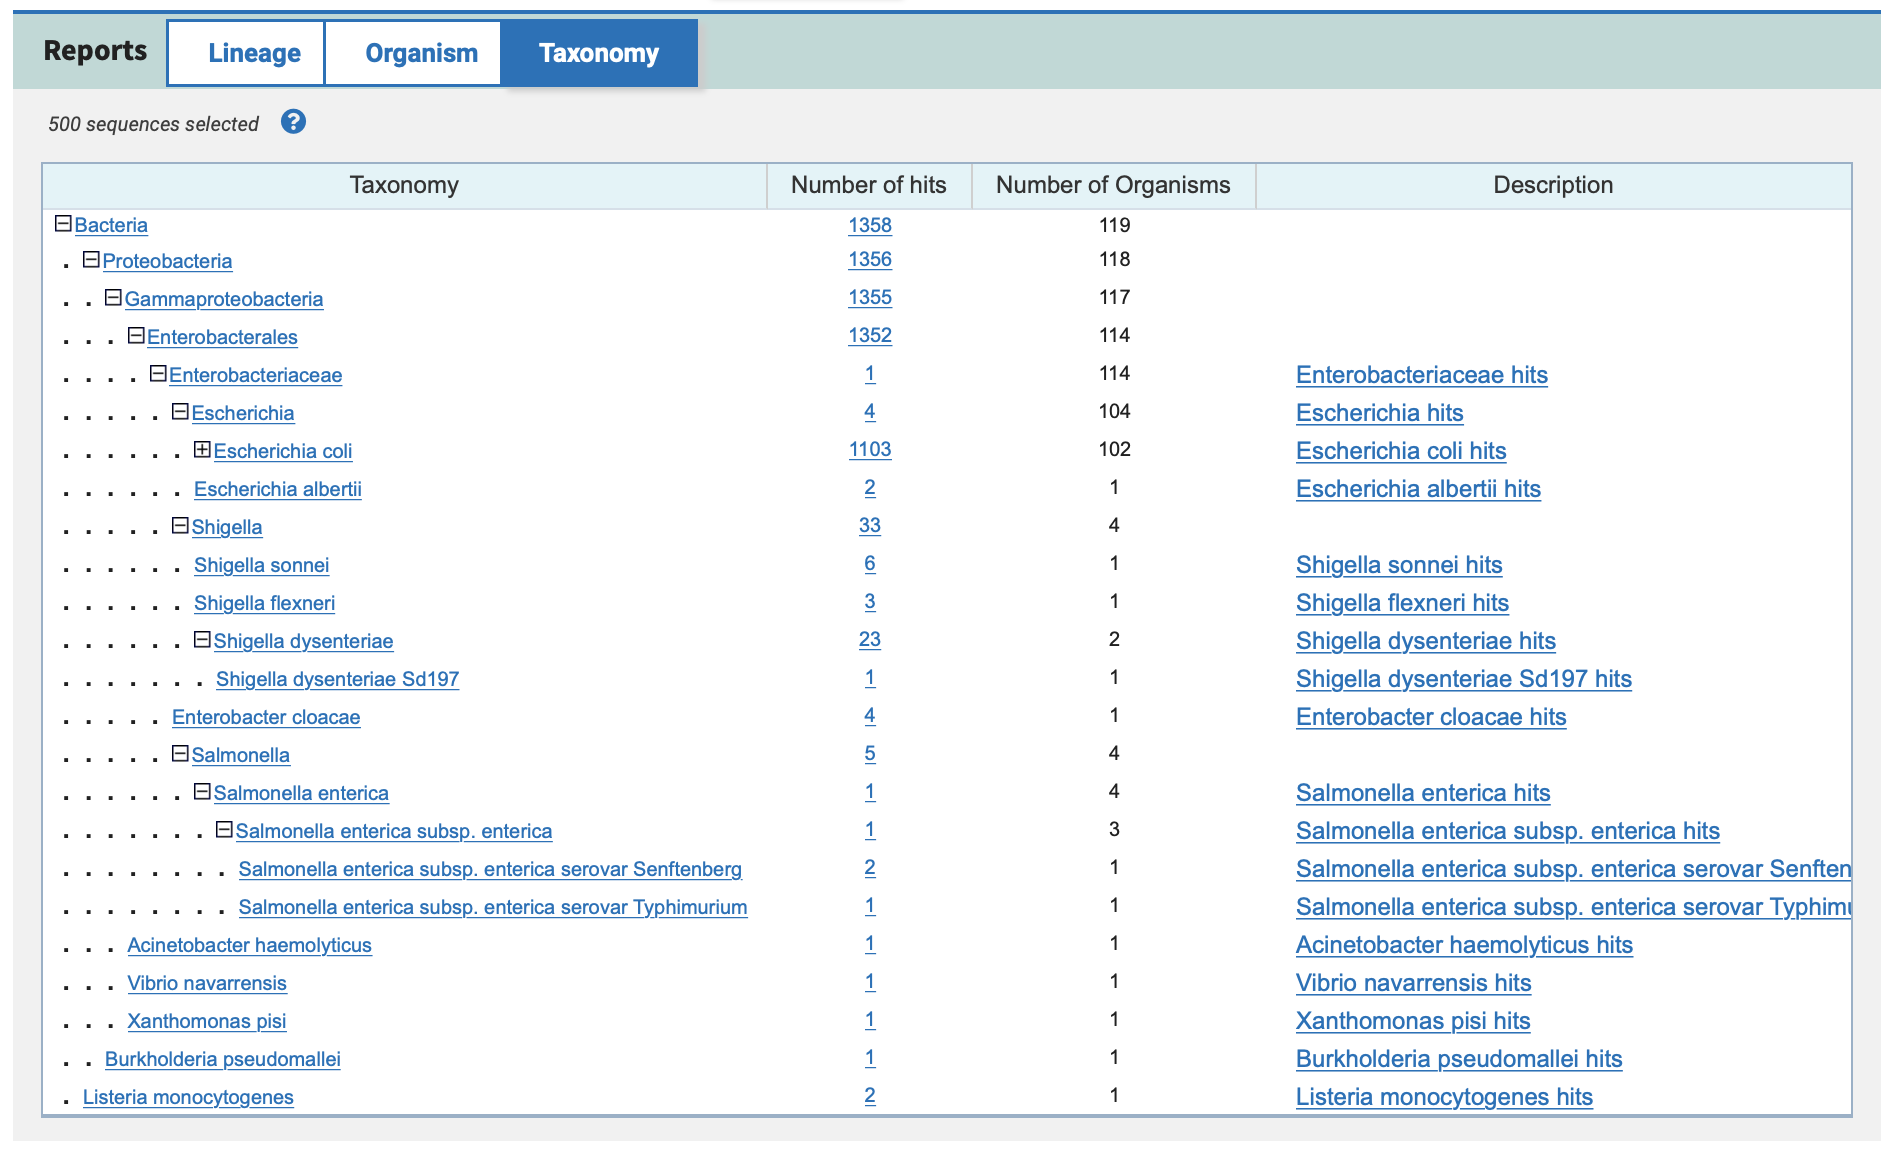 Reports Lineage Organism Taxonomy
500 sequences selected ?
Taxonomy Number of hits Number of Organisms Description
Bacteria 1358 119
. Proteobacteria 1356 118
. . Gammaproteobacteria 1355 117
. . . Enterobacterales 1352 114
. . . . Enterobacteriaceae 1 114 Enterobacteriaceae hits
. . . . . Escherichia 4 104 Escherichia hits
. . . . . . Escherichia coli 1103 102 Escherichia coli hits
. . . . . . Escherichia albertii 2 1 Escherichia albertii hits
. . . . . Shigella 33 4
. . . . . . Shigella sonnei 6 1 Shigella sonnei hits
. . . . . . Shigella flexneri 3 1 Shigella flexneri hits
. . . . . . Shigella dysenteriae 23 2 Shigella dysenteriae hits
. . . . . . . Shigella dysenteriae Sd197 1 1 Shigella dysenteriae Sd197 hits
. . . . . Enterobacter cloacae 4 1 Enterobacter cloacae hits
. . . . . Salmonella 5 4
. . . . . . Salmonella enterica 1 4 Salmonella enterica hits
. . . . . . . Salmonella enterica subsp. enterica 1 3 Salmonella enterica subsp. enterica hits
. . . . . . . . Salmonella enterica subsp. enterica serovar Senftenberg 2 1 Salmonella enterica subsp. enterica serovar Senften
. . . . . . . . Salmonella enterica subsp. enterica serovar Typhimurium 1 1 Salmonella enterica subsp. enterica serovar Typhimu
. . . Acinetobacter haemolyticus 1 1 Acinetobacter haemolyticus hits
. . . Vibrio navarrensis 1 1 Vibrio navarrensis hits
. . . Xanthomonas pisi 1 1 Xanthomonas pisi hits
. . Burkholderia pseudomallei 1 1 Burkholderia pseudomallei hits
. Listeria monocytogenes 2 1 Listeria monocytogenes hits